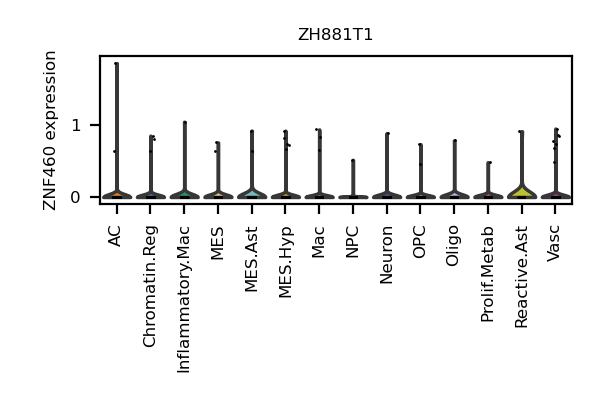 ZH881T1
ZNF460 expression
1
0
AC
Chromatin.Reg
Inflammatory.Mac
MES
MES.Ast
MES.Hyp
Mac
NPC
Neuron
OPC
Oligo
Prolif.Metab
Reactive.Ast
Vasc